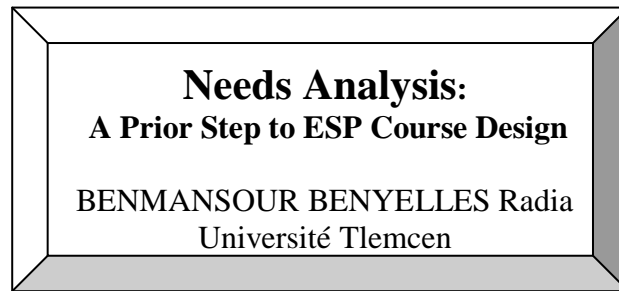 Needs Analysis:
A Prior Step to ESP Course Design
BENMANSOUR BENYELLES Radia
Université Tlemcen